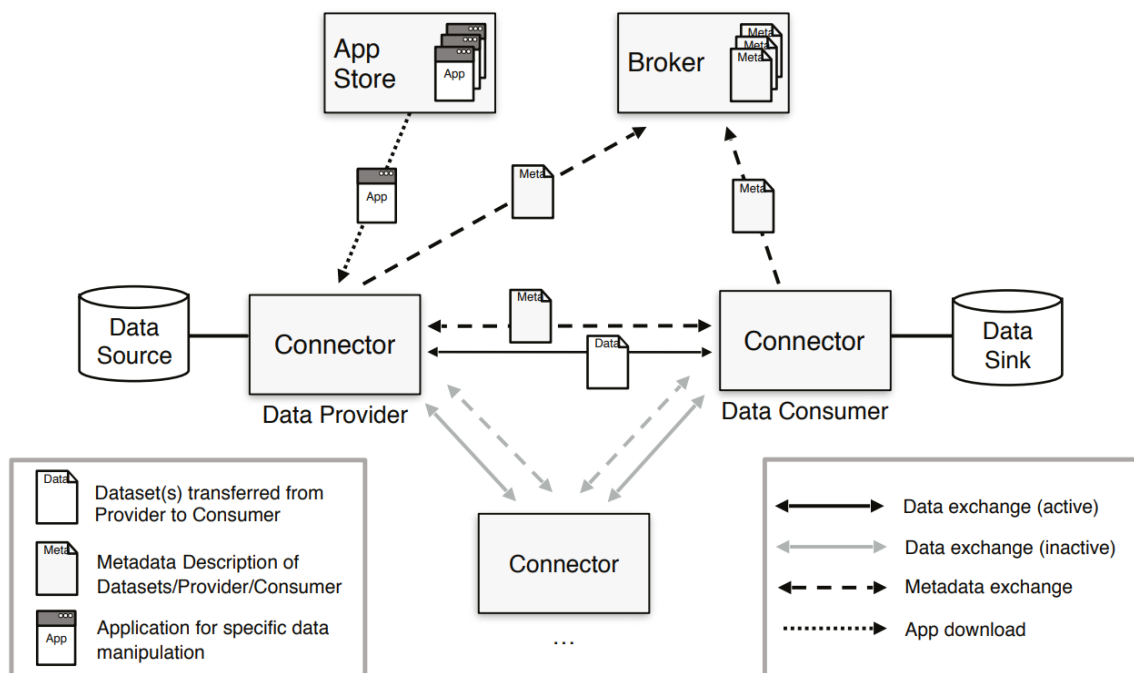 App
Store
App
Broker
Meta
Meta
Meta
App
Meta
Meta
Data
Source
Connector
Data Provider
Meta
Data
Connector
Data Consumer
Data
Sink
Connector
...
Data
Dataset(s) transferred from
Provider to Consumer
Meta
Metadata Description of
Datasets/Provider/Consumer
App
Application for specific data
manipulation
Data exchange (active)
Data exchange (inactive)
Metadata exchange
App download